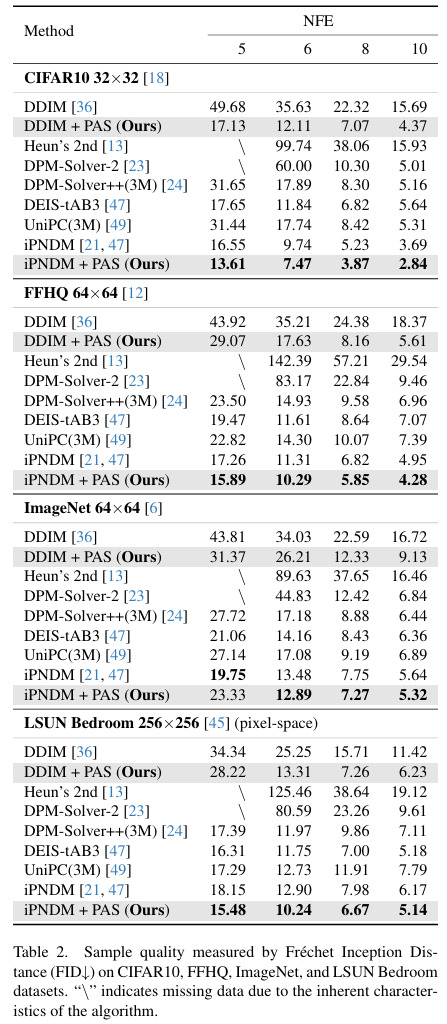 Method NFE
5 6 8 10
CIFAR10 32×32 [18]
DDIM [36] 49.68 35.63 22.32 15.69
DDIM + PAS (Ours) 17.13 12.11 7.07 4.37
Heun's 2nd [13] \ 99.74 38.06 15.93
DPM-Solver-2 [23] \ 60.00 10.30 5.01
DPM-Solver++(3M) [24] 31.65 17.89 8.30 5.16
DEIS-tAB3 [47] 17.65 11.84 6.82 5.64
UniPC(3M) [49] 31.44 17.74 8.42 5.31
iPNDM [21, 47] 16.55 9.74 5.23 3.69
iPNDM + PAS (Ours) 13.61 7.47 3.87 2.84
FFHQ 64×64 [12]
DDIM [36] 43.92 35.21 24.38 18.37
DDIM + PAS (Ours) 29.07 17.63 8.16 5.61
Heun's 2nd [13] \ 142.39 57.21 29.54
DPM-Solver-2 [23] \ 83.17 22.84 9.46
DPM-Solver++(3M) [24] 23.50 14.93 9.58 6.96
DEIS-tAB3 [47] 19.47 11.61 8.64 7.07
UniPC(3M) [49] 22.82 14.30 10.07 7.39
iPNDM [21, 47] 17.26 11.31 6.82 4.95
iPNDM + PAS (Ours) 15.89 10.29 5.85 4.28
ImageNet 64×64 [6]
DDIM [36] 43.81 34.03 22.59 16.72
DDIM + PAS (Ours) 31.37 26.21 12.33 9.13
Heun's 2nd [13] \ 89.63 37.65 16.46
DPM-Solver-2 [23] \ 44.83 12.42 6.84
DPM-Solver++(3M) [24] 27.72 17.18 8.88 6.44
DEIS-tAB3 [47] 21.06 14.16 8.43 6.36
UniPC(3M) [49] 27.14 17.08 9.19 6.89
iPNDM [21, 47] 19.75 13.48 7.75 5.64
iPNDM + PAS (Ours) 23.33 12.89 7.27 5.32
LSUN Bedroom 256×256 [45] (pixel-space)
DDIM [36] 34.34 25.25 15.71 11.42
DDIM + PAS (Ours) 28.22 13.31 7.26 6.23
Heun's 2nd [13] \ 125.46 38.64 19.12
DPM-Solver-2 [23] \ 80.59 23.26 9.61
DPM-Solver++(3M) [24] 17.39 11.97 9.86 7.11
DEIS-tAB3 [47] 16.31 11.75 7.00 5.18
UniPC(3M) [49] 17.29 12.73 11.91 7.79
iPNDM [21, 47] 18.15 12.90 7.98 6.17
iPNDM + PAS (Ours) 15.48 10.24 6.67 5.14
Table 2. Sample quality measured by Fréchet Inception Dis-
tance (FID↓) on CIFAR10, FFHQ, ImageNet, and LSUN Bedroom
datasets. “\” indicates missing data due to the inherent character-
istics of the algorithm.